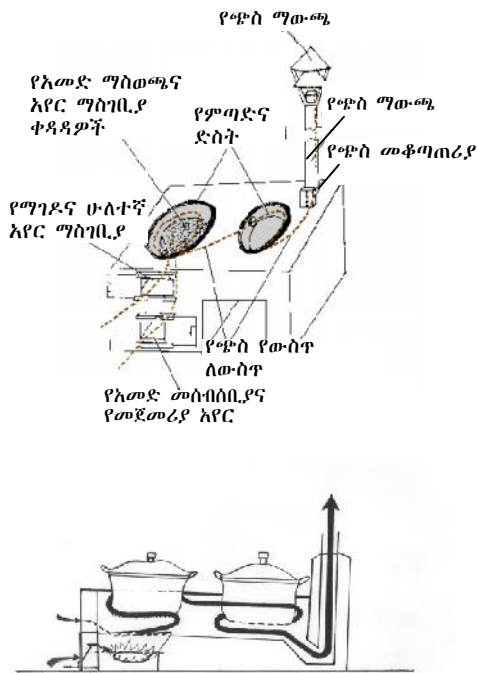 የጭስ ማውጫ
የአመድ ማስወጫና
አየር ማስገቢያ
ቀዳዳዎች
የምጣድና
ድስት
የጭስ ማውጫ
የጭስ መቆጣጠሪያ
የማገዶና ሁለተኛ
አየር ማስገቢያ
የጭስ የውስጥ
ለውስጥ
የአመድ መሰብሰቢያና
የመጀመሪያ አየር